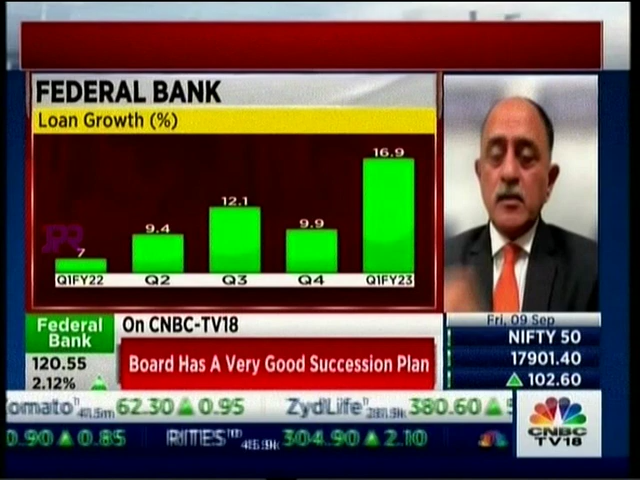 FEDERAL BANK
Loan Growth (%)
7
9.4
12.1
9.9
16.9
Q1FY22 Q2 Q3 Q4 Q1FY23
Federal Bank
120.55
2.12%
On CNBC-TV18
Board Has A Very Good Succession Plan
Fri, 09 Sep
NIFTY 50
17901.40
102.60
62.30 0.95 ZydLife 380.60
0.90 0.85 RITES 304.90 2.10
CNBC
TV18